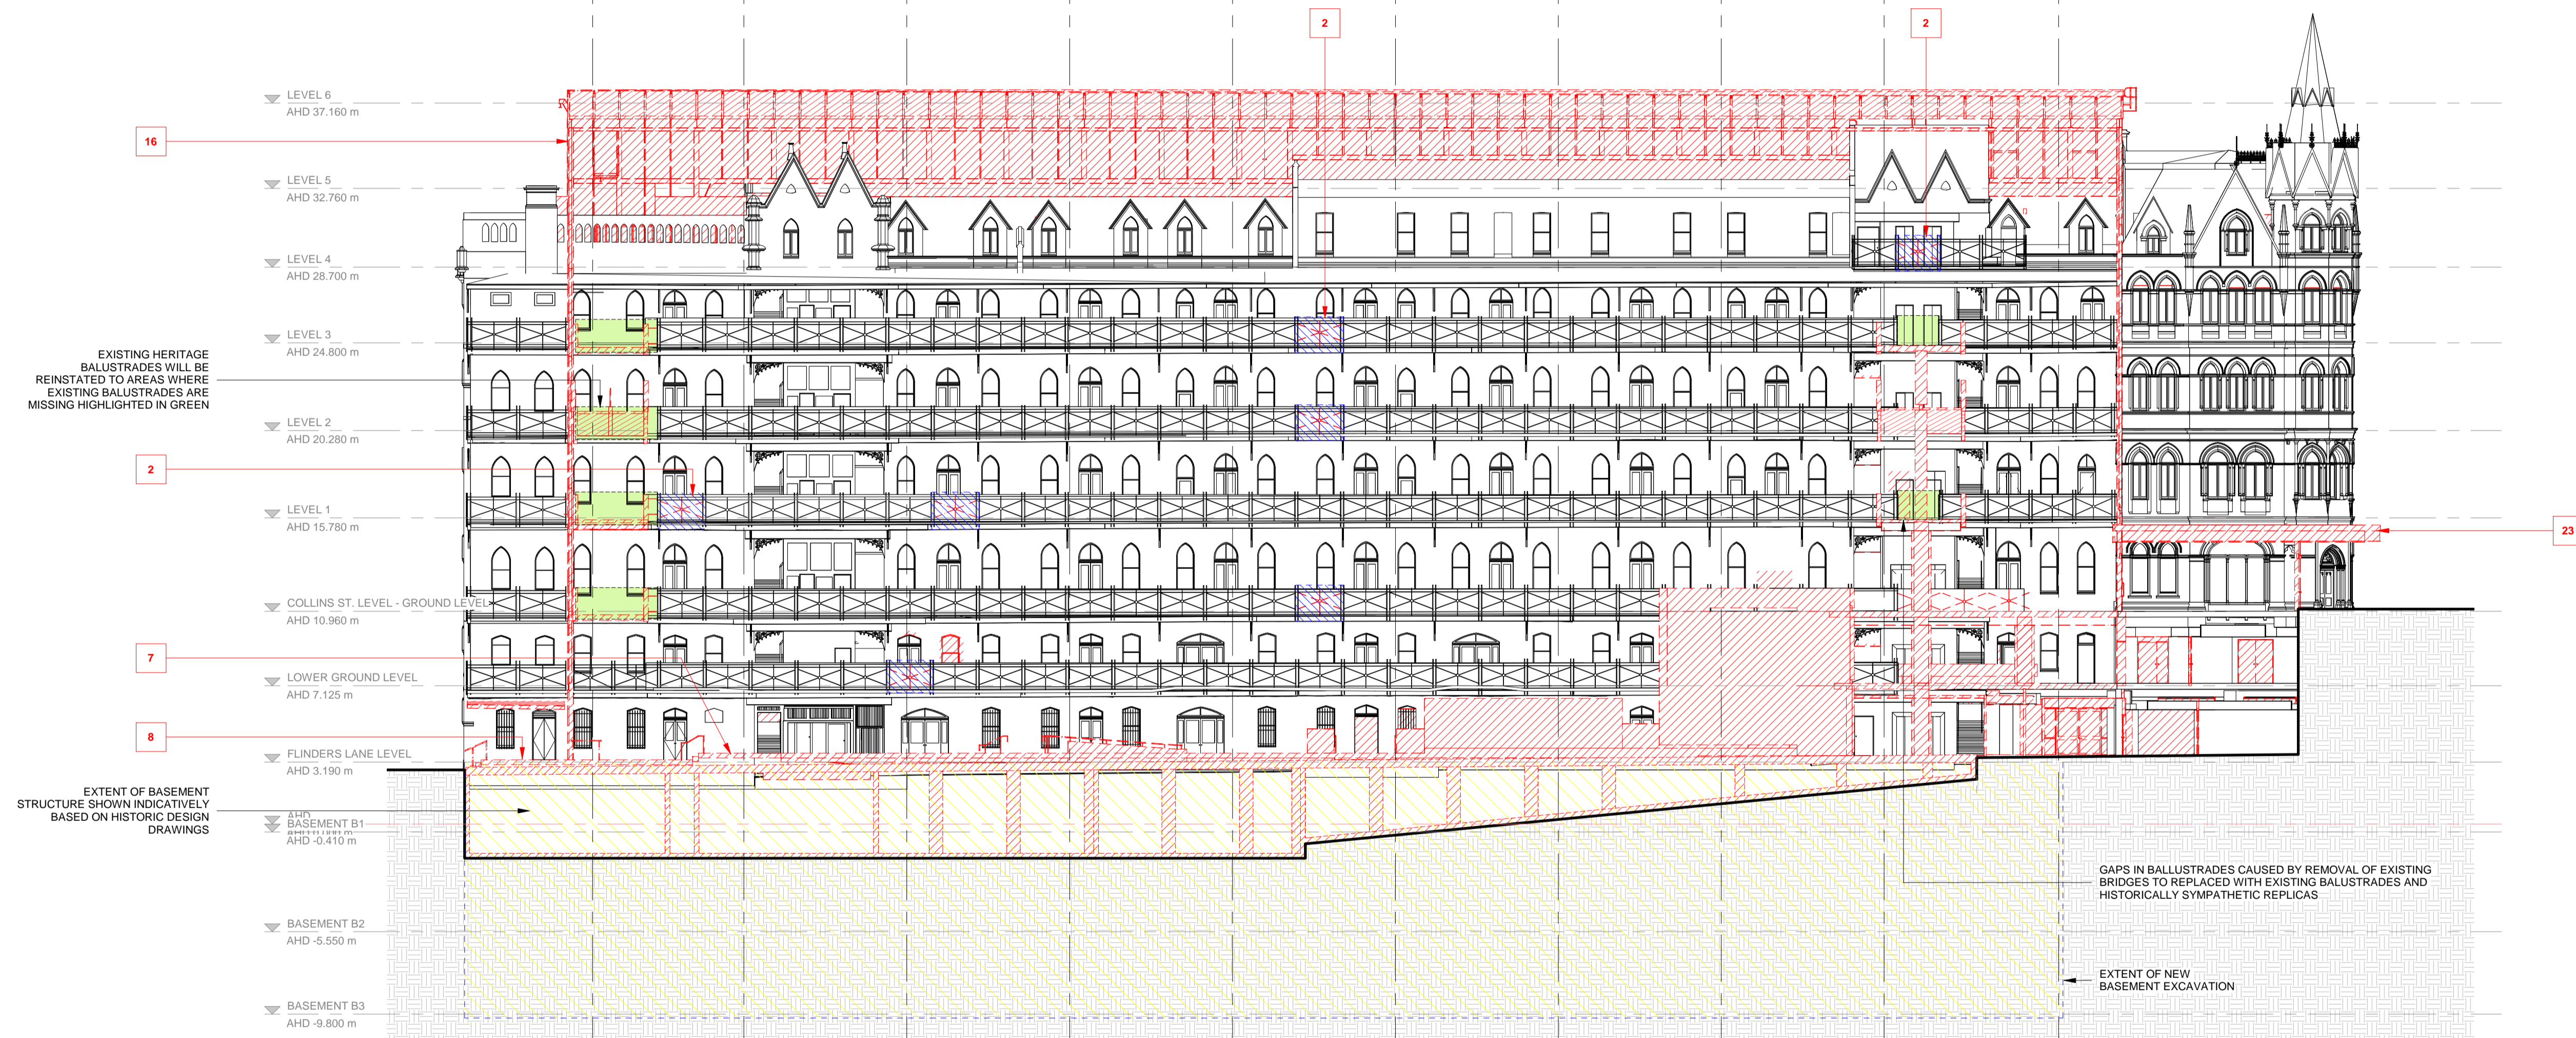 2
2
LEVEL 6
AHD 37.160 m
16
LEVEL 5
AHD 32.760 m
LEVEL 4
AHD 28.700 m
LEVEL 3
AHD 24.800 m
EXISTING HERITAGE
BALUSTRADES WILL BE
REINSTATED TO AREAS WHERE
EXISTING BALUSTRADES ARE
MISSING HIGHLIGHTED IN GREEN
LEVEL 2
AHD 20.280 m
2
LEVEL 1
AHD 15.780 m
23
COLLINS ST. LEVEL - GROUND LEVEL
AHD 10.960 m
7
LOWER GROUND LEVEL
AHD 7.125 m
8
FLINDERS LANE LEVEL
AHD 3.190 m
EXTENT OF BASEMENT
STRUCTURE SHOWN INDICATIVELY
BASED ON HISTORIC DESIGN
DRAWINGS
AHD
BASEMENT B1
AHD -0.410 m
GAPS IN BALLUSTRADES CAUSED BY REMOVAL OF EXISTING
BRIDGES TO REPLACED WITH EXISTING BALUSTRADES AND
HISTORICALLY SYMPATHETIC REPLICAS
BASEMENT B2
AHD -5.550 m
EXTENT OF NEW
BASEMENT EXCAVATION
BASEMENT B3
AHD -9.800 m